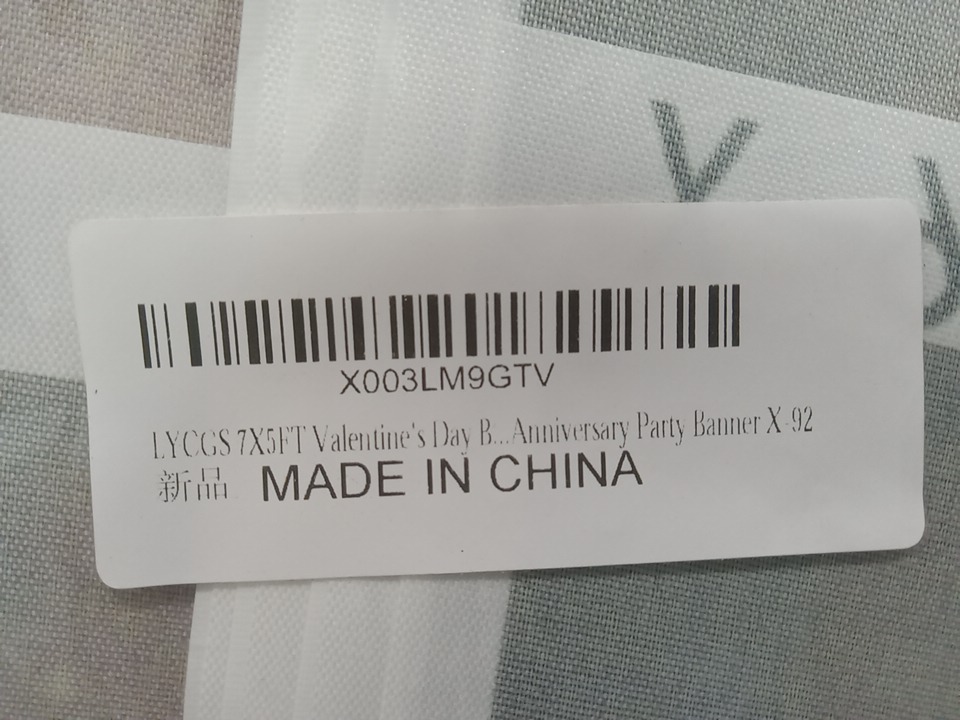 X003LM9GTV
LYCGS 7X5FT Valentine's Day B...Anniversary Party Banner X-92
新品 MADE IN CHINA